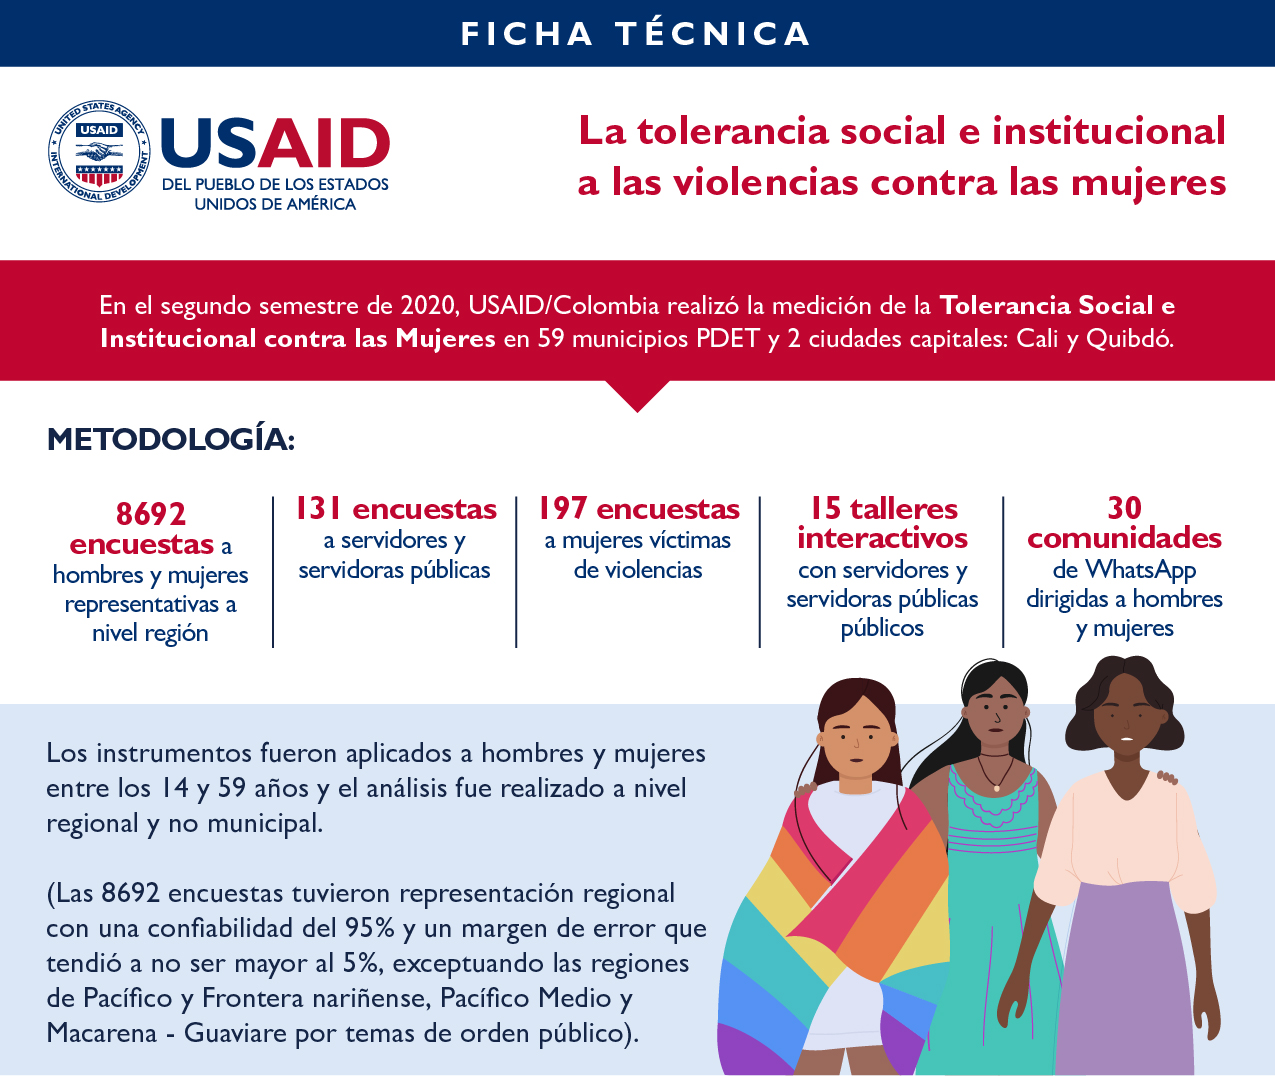 FICHA TÉCNICA
UNITED STATES AGENCY
USAID
INTERNATIONAL DEVELOPMENT
USAID
DEL PUEBLO DE LOS ESTADOS
UNIDOS DE AMÉRICA
La tolerancia social e institucional
a las violencias contra las mujeres
En el segundo semestre de 2020, USAID/Colombia realizó la medición de la Tolerancia Social e
Institucional contra las Mujeres en 59 municipios PDET y 2 ciudades capitales: Cali y Quibdó.
METODOLOGÍA:
8692
encuestas a
hombres y mujeres
representativas a
nivel región
131 encuestas
a servidores y
servidoras públicas
197 encuestas
a mujeres víctimas
de violencias
15 talleres
interactivos
con servidores y
servidoras públicas
públicos
30
comunidades
de WhatsApp
dirigidas a hombres
y mujeres
Los instrumentos fueron aplicados a hombres y mujeres
entre los 14 y 59 años y el análisis fue realizado a nivel
regional y no municipal.
(Las 8692 encuestas tuvieron representación regional
con una confiabilidad del 95% y un margen de error que
tendió a no ser mayor al 5%, exceptuando las regiones
de Pacífico y Frontera nariñense, Pacífico Medio y
Macarena - Guaviare por temas de orden público).